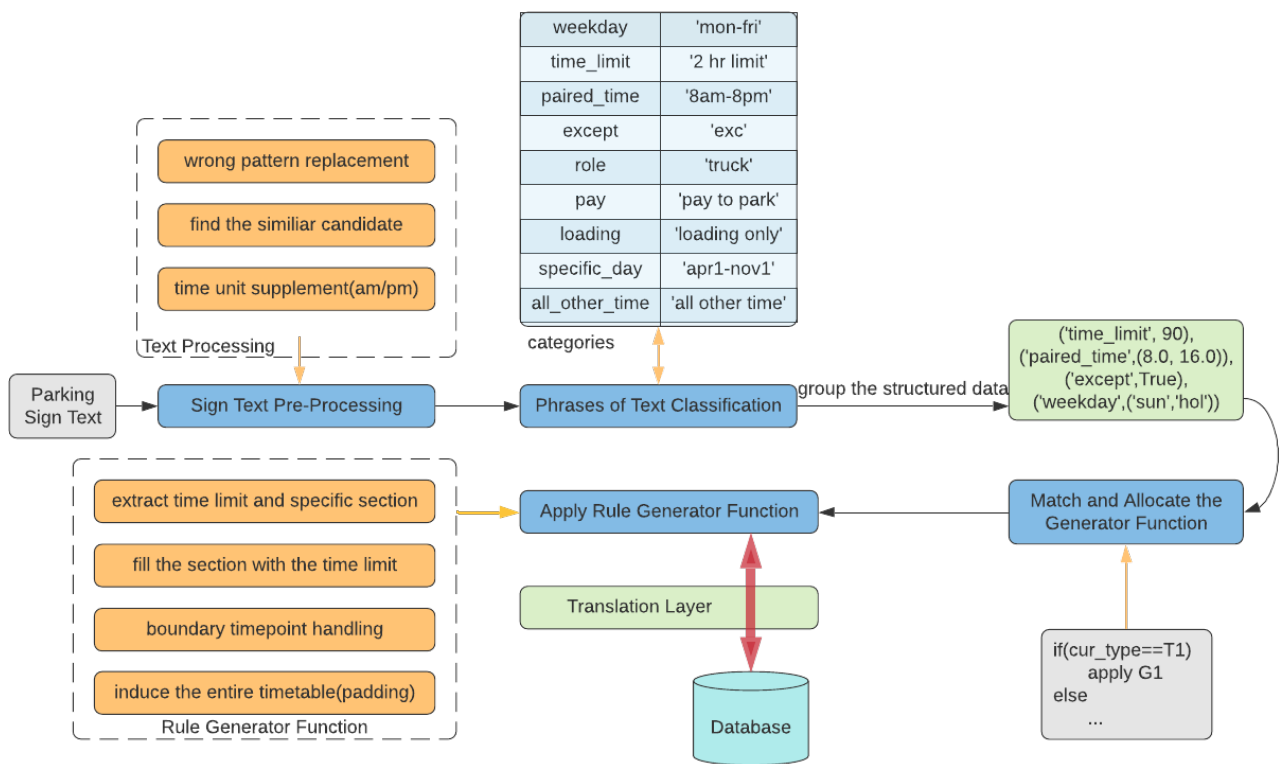 weekday 'mon-fri'
time_limit '2 hr limit'
paired_time '8am-8pm'
except 'exc'
role 'truck'
pay 'pay to park'
loading 'loading only'
specific_day 'apr1-nov1'
all_other_time 'all other time'
categories
wrong pattern replacement
find the similiar candidate
time unit supplement(am/pm)
Text Processing
Parking
Sign Text
Sign Text Pre-Processing
Phrases of Text Classification
group the structured data
('time_limit', 90),
('paired_time',(8.0, 16.0)),
('except',True),
('weekday',('sun','hol'))
Match and Allocate the
Generator Function
if(cur_type==T1)
apply G1
else
...
Apply Rule Generator Function
Translation Layer
Database
extract time limit and specific section
fill the section with the time limit
boundary timepoint handling
induce the entire timetable(padding)
Rule Generator Function